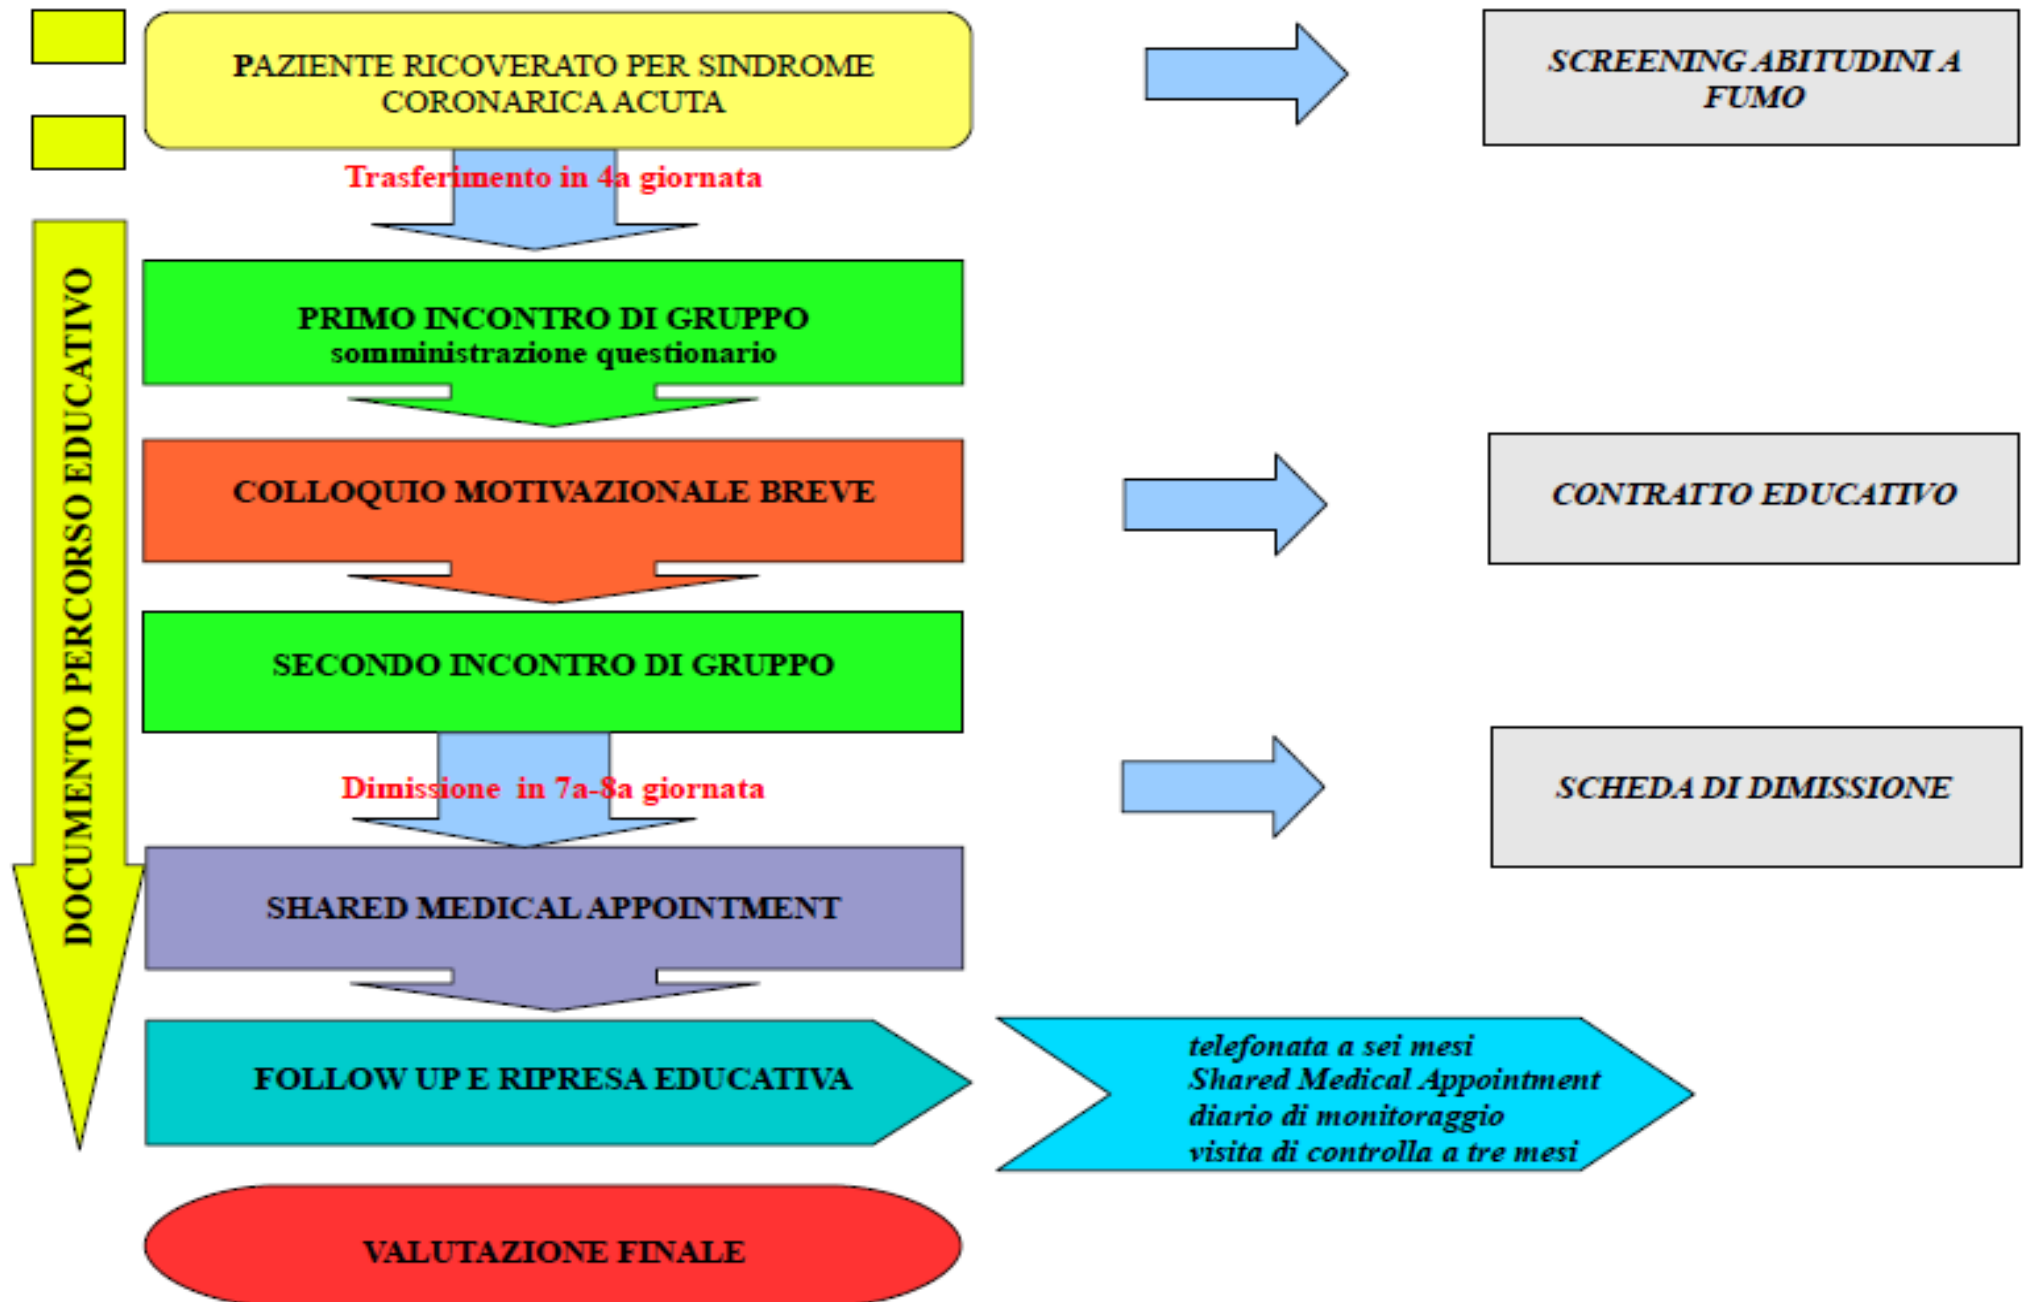 PAZIENTE RICOVERATO PER SINDROME
CORONARICA ACUTA
SCREENING ABITUDINI A
FUMO
Trasferimento in 4a giornata
DOCUMENTO PERCORSO EDUCATIVO
PRIMO INCONTRO DI GRUPPO
somministrazione questionario
COLLOQUIO MOTIVAZIONALE BREVE
CONTRATTO EDUCATIVO
SECONDO INCONTRO DI GRUPPO
Dimissione in 7a-8a giornata
SCHEDA DI DIMISSIONE
SHARED MEDICAL APPOINTMENT
FOLLOW UP E RIPRESA EDUCATIVA
telefonata a sei mesi
Shared Medical Appointment
diario di monitoraggio
visita di controlla a tre mesi
VALUTAZIONE FINALE